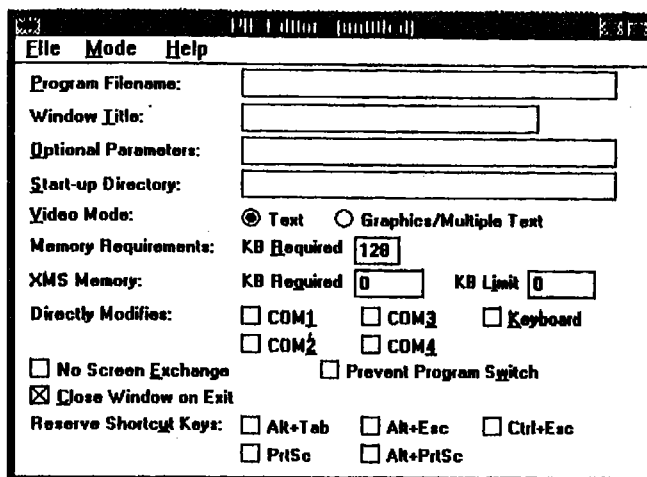 PIF Editor - (untitled)
File Mode Help
Program Filename:
Window Title:
Optional Parameters:
Start-up Directory:
Video Mode: Text Graphics/Multiple Text
Memory Requirements: KB Required 128
XMS Memory: KB Required 0 KB Limit 0
Directly Modifies: COM1 COM3 Keyboard
COM2 COM4
No Screen Exchange Prevent Program Switch
Close Window on Exit
Reserve Shortcut Keys: Alt+Tab Alt+Esc Ctrl+Esc
PrtSc Alt+PrtSc